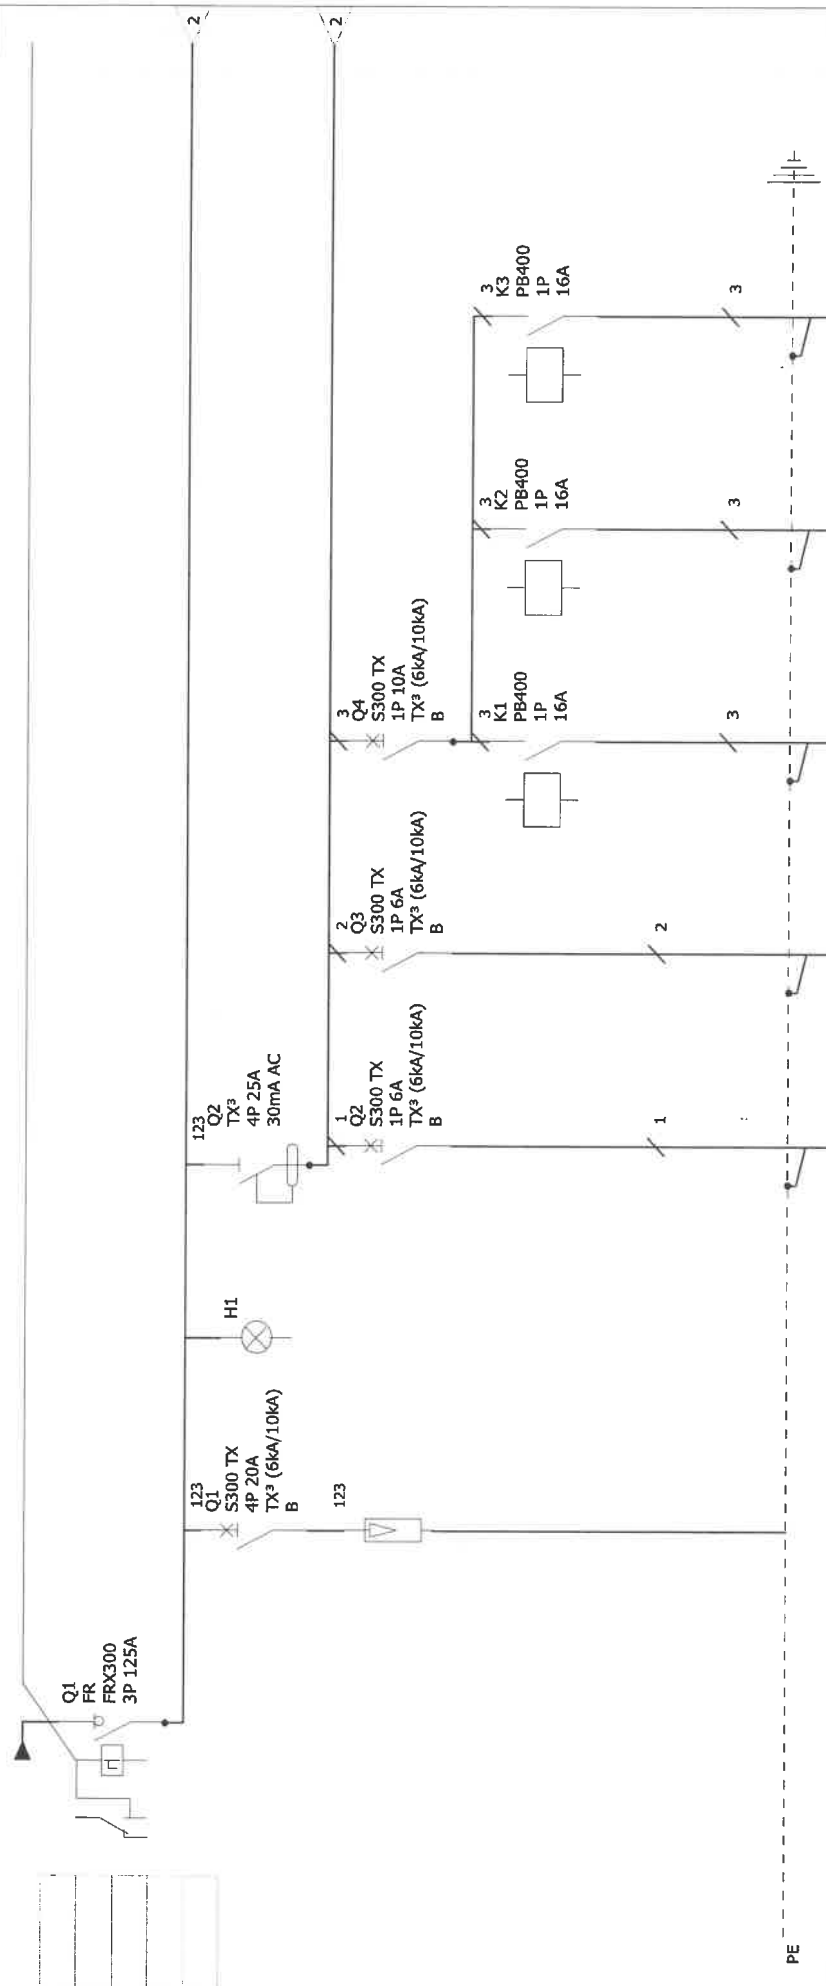 2
2
Q1
FR
FRX300
3P 125A
123
Q1
S300 TX
4P 20A
TX³ (6kA/10kA)
B
123
H1
123
Q2
TX³
4P 25A
30mA AC
1
Q2
S300 TX
1P 6A
TX³ (6kA/10kA)
B
1
2
Q3
S300 TX
1P 6A
TX³ (6kA/10kA)
B
2
3
Q4
S300 TX
1P 10A
TX³ (6kA/10kA)
B
3
K1
PB400
1P
16A
3
3
K2
PB400
1P
16A
3
3
K3
PB400
1P
16A
3
PE